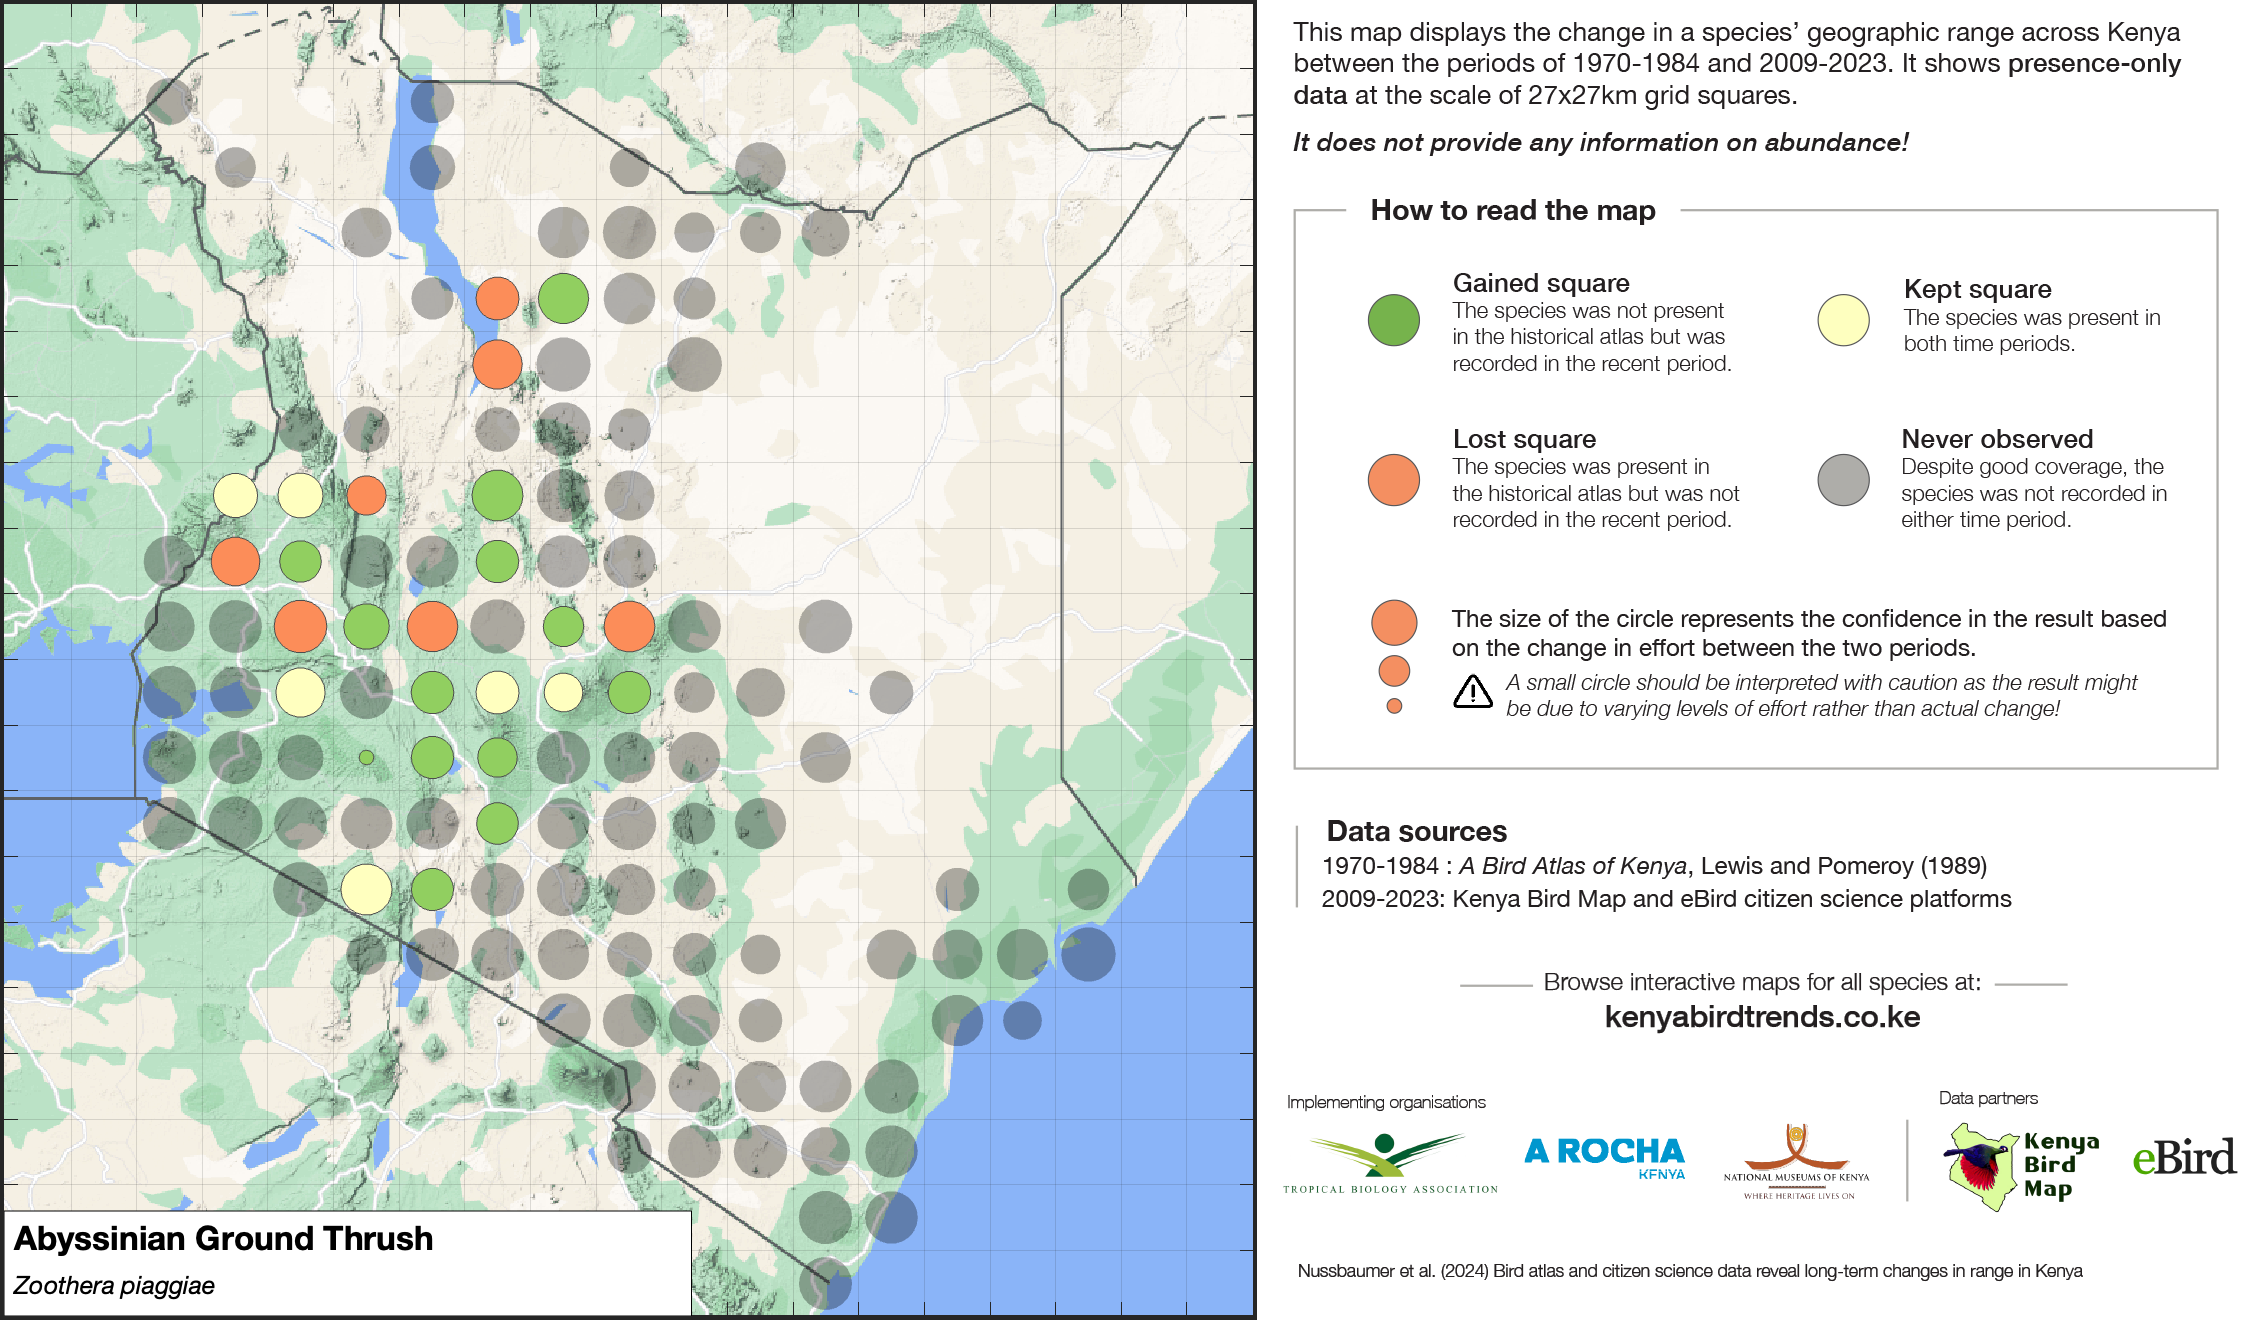 This map displays the change in a species’ geographic range across Kenya
between the periods of 1970-1984 and 2009-2023. It shows presence-only
data at the scale of 27x27km grid squares.
It does not provide any information on abundance!
How to read the map
Gained square
The species was not present
in the historical atlas but was
recorded in the recent period.
Kept square
The species was present in
both time periods.
Lost square
The species was present in
the historical atlas but was not
recorded in the recent period.
Never observed
Despite good coverage, the
species was not recorded in
either time period.
The size of the circle represents the confidence in the result based
on the change in effort between the two periods.
A small circle should be interpreted with caution as the result might
be due to varying levels of effort rather than actual change!
Data sources
1970-1984 : A Bird Atlas of Kenya, Lewis and Pomeroy (1989)
2009-2023: Kenya Bird Map and eBird citizen science platforms
Browse interactive maps for all species at:
kenyabirdtrends.co.ke
Implementing organisations
Data partners
TROPICAL BIOLOGY ASSOCIATION
A ROCHA
KENYA
NATIONAL MUSEUMS OF KENYA
WHERE HERITAGE LIVES ON
Kenya
Bird
Map
eBird
Abyssinian Ground Thrush
Zoothera piaggiae
Nussbaumer et al. (2024) Bird atlas and citizen science data reveal long-term changes in range in Kenya